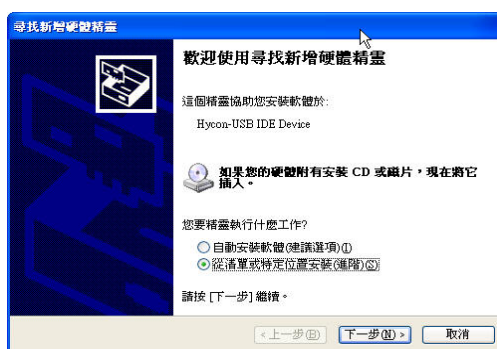 尋找新增硬體精靈
歡迎使用尋找新增硬體精靈
這個精靈協助您安裝軟體於:
Hycon-USB IDE Device
如果您的硬體附有安裝 CD 或磁片，現在將它
插入。
您要精靈執行什麼工作?
自動安裝軟體(建議選項)(I)
從清單或特定位置安裝(進階)(S)
請按 [下一步] 繼續。
<上一步(B) 下一步(N)> 取消